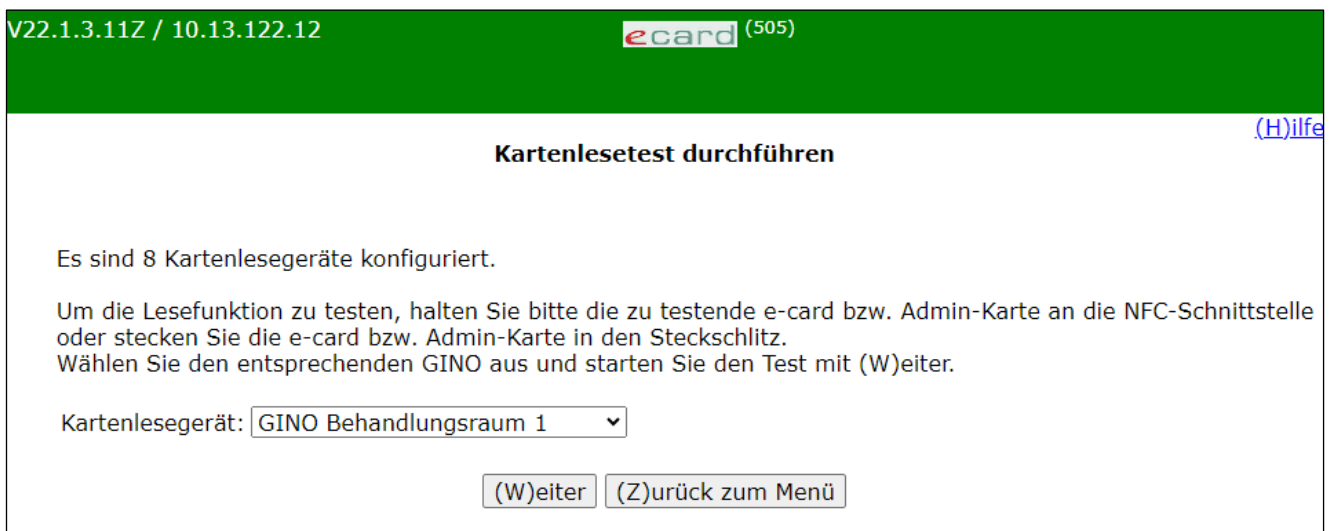 V22.1.3.11Z / 10.13.122.12
ecard (505)
(H)ilfe
Kartenlesetest durchführen
Es sind 8 Kartenlesegeräte konfiguriert.
Um die Lesefunktion zu testen, halten Sie bitte die zu testende e-card bzw. Admin-Karte an die NFC-Schnittstelle
oder stecken Sie die e-card bzw. Admin-Karte in den Steckschlitz.
Wählen Sie den entsprechenden GINO aus und starten Sie den Test mit (W)eiter.
Kartenlesegerät: GINO Behandlungsraum 1
(W)eiter (Z)urück zum Menü